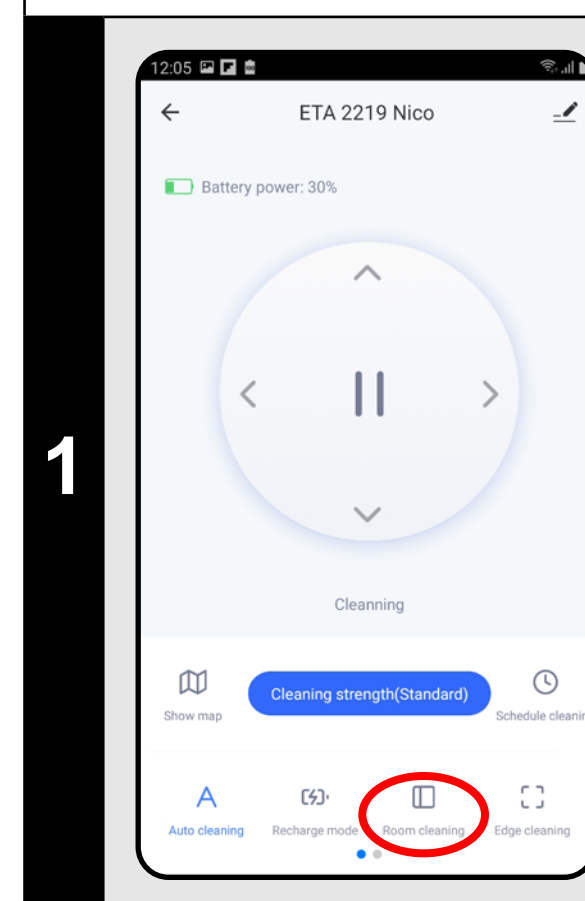 1
12:05
ETA 2219 Nico
Battery power: 30%
Cleanning
Cleaning strength(Standard)
Show map
Schedule cleanin
Auto cleaning
Recharge mode
Room cleaning
Edge cleaning